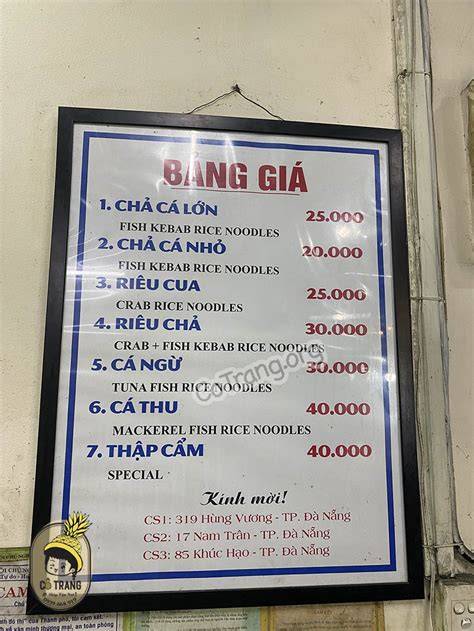 BẢNG GIÁ
1. CHẢ CÁ LỚN 25.000
FISH KEBAB RICE NOODLES
2. CHẢ CÁ NHỎ 20.000
FISH KEBAB RICE NOODLES
3. RIÊU CUA 25.000
CRAB RICE NOODLES
4. RIÊU CHẢ 30.000
CRAB + FISH KEBAB RICE NOODLES
5. CÁ NGỪ 30.000
TUNA FISH RICE NOODLES
CoTrang.org
6. CÁ THU 40.000
MACKEREL FISH RICE NOODLES
7. THẬP CẨM 40.000
SPECIAL
Kính mời!
CS1: 319 Hùng Vương - TP. Đà Nẵng
CS2: 17 Nam Trân - TP. Đà Nẵng
CS3: 85 Khúc Hạo - TP. Đà Nẵng
CÔ TRANG